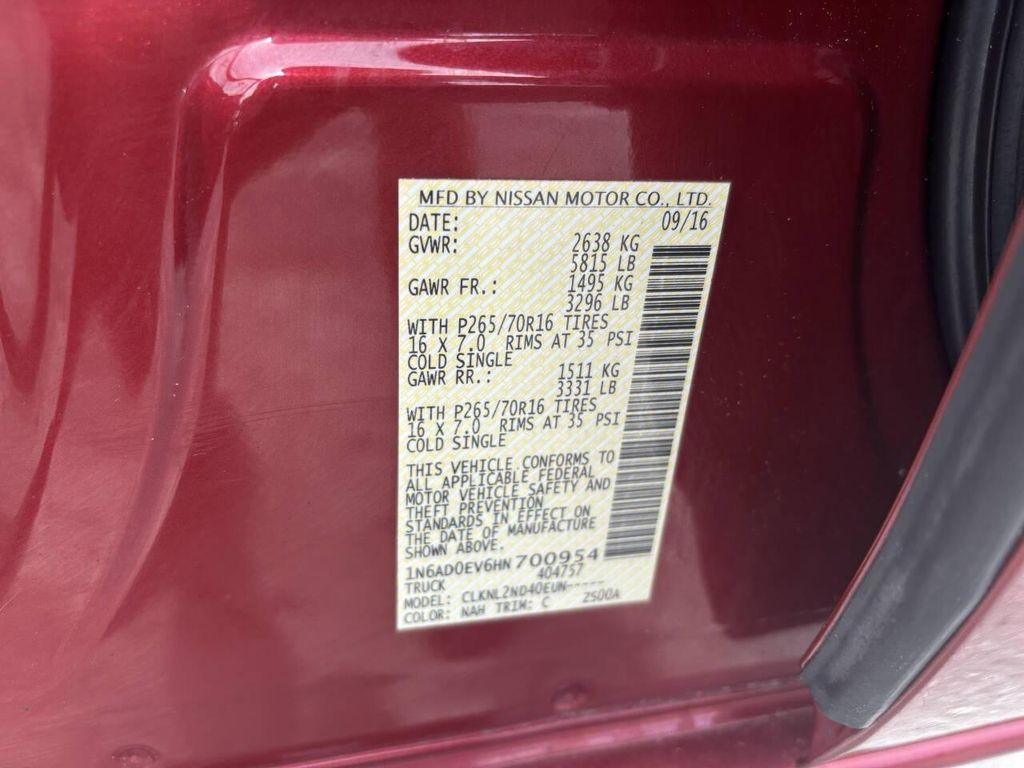 MFD BY NISSAN MOTOR CO., LTD.
DATE: 09/16
GVWR: 2638 KG
5815 LB
GAWR FR.: 1495 KG
3296 LB
WITH P265/70R16 TIRES
16 X 7.0 RIMS AT 35 PSI
COLD SINGLE
GAWR RR.: 1511 KG
3331 LB
WITH P265/70R16 TIRES
16 X 7.0 RIMS AT 35 PSI
COLD SINGLE
THIS VEHICLE CONFORMS TO
ALL APPLICABLE FEDERAL
MOTOR VEHICLE SAFETY AND
THEFT PREVENTION
STANDARDS IN EFFECT ON
THE DATE OF MANUFACTURE
SHOWN ABOVE.
1N6AD0EV6HN700954
TRUCK 404757
MODEL: CLKNL2ND40EUN-----
COLOR: NAH TRIM: C ZS00A